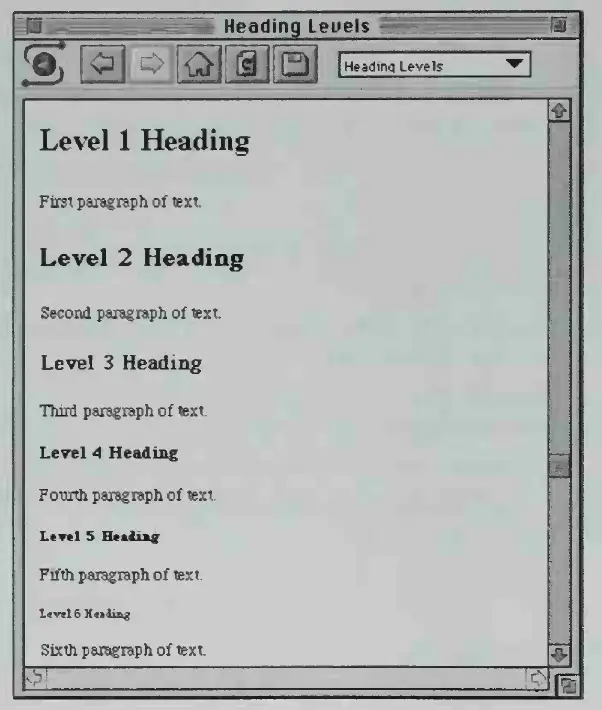 Heading Levels
Heading Levels
Level 1 Heading
First paragraph of text.
Level 2 Heading
Second paragraph of text.
Level 3 Heading
Third paragraph of text.
Level 4 Heading
Fourth paragraph of text.
Level 5 Heading
Fifth paragraph of text.
Level 6 Heading
Sixth paragraph of text.